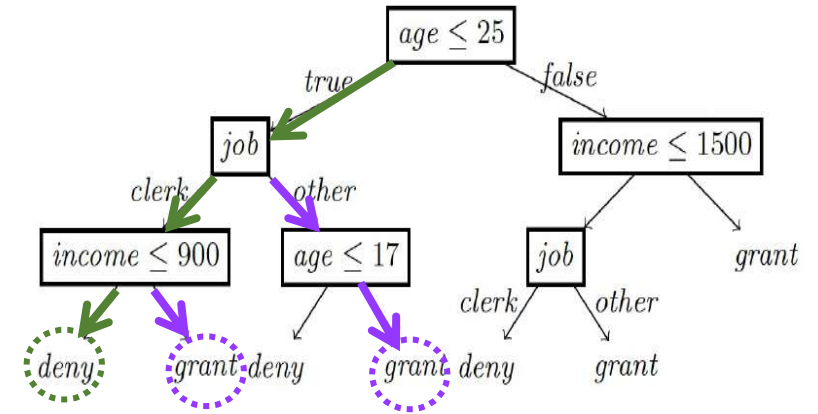 age ≤ 25
true false
job income ≤ 1500
clerk other
income ≤ 900 age ≤ 17 job grant
clerk other
deny grant deny grant deny grant